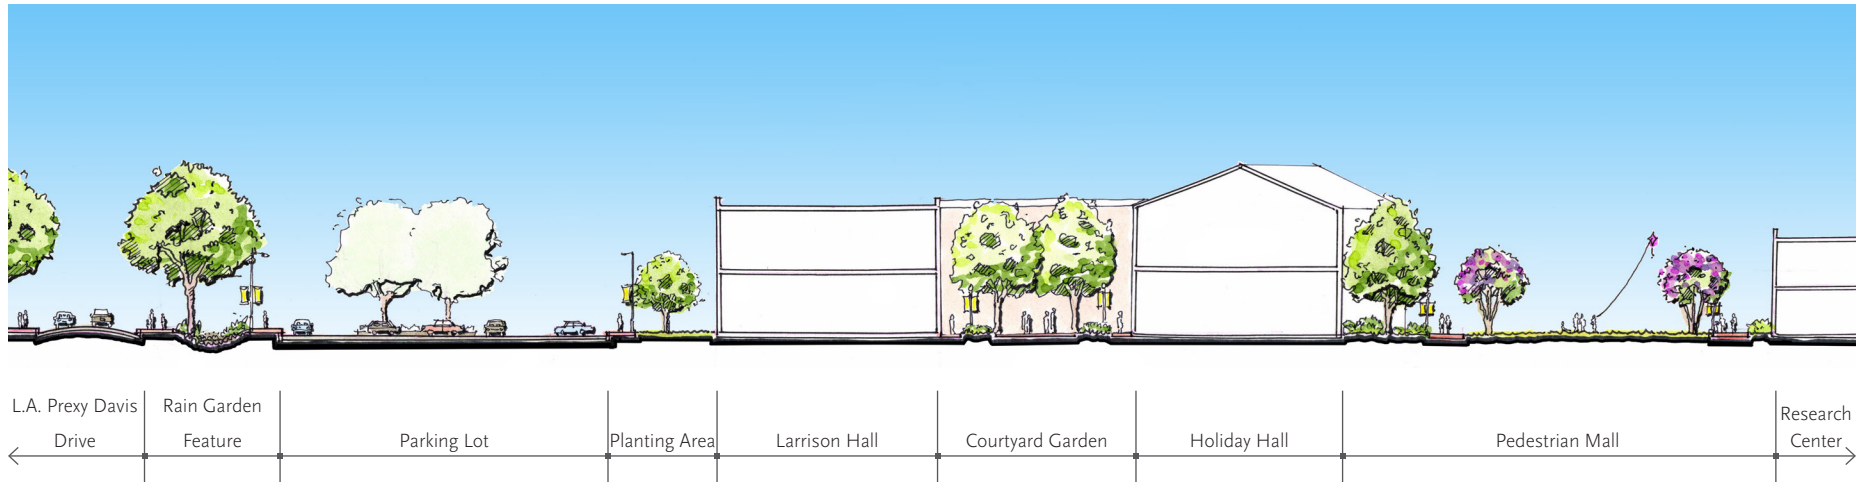 L.A. Prexy Davis
Drive
Rain Garden
Feature
Parking Lot
Planting Area
Larrison Hall
Courtyard Garden
Holiday Hall
Pedestrian Mall
Research
Center